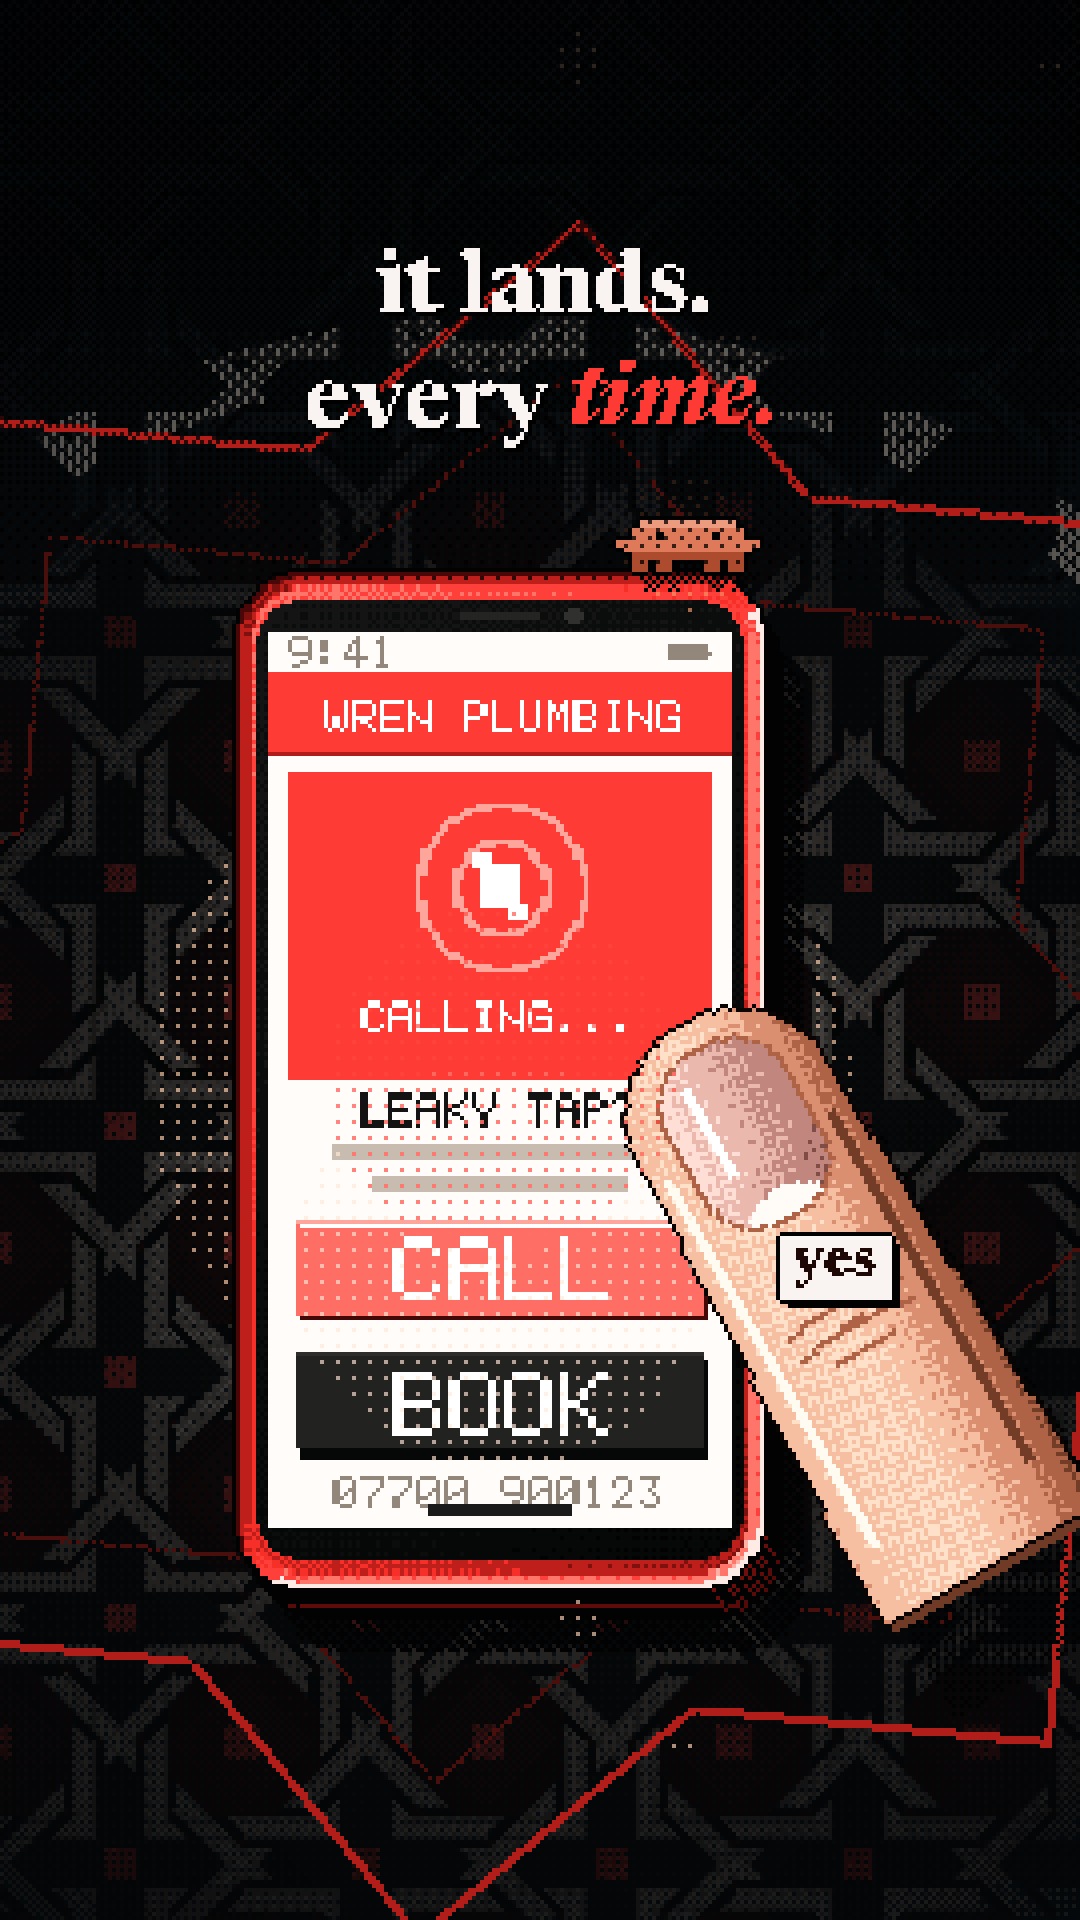 it lands.
every time.
9:41
WREN PLUMBING
CALLING...
LEAKY TAP?
CALL
yes
BOOK
07700 900123